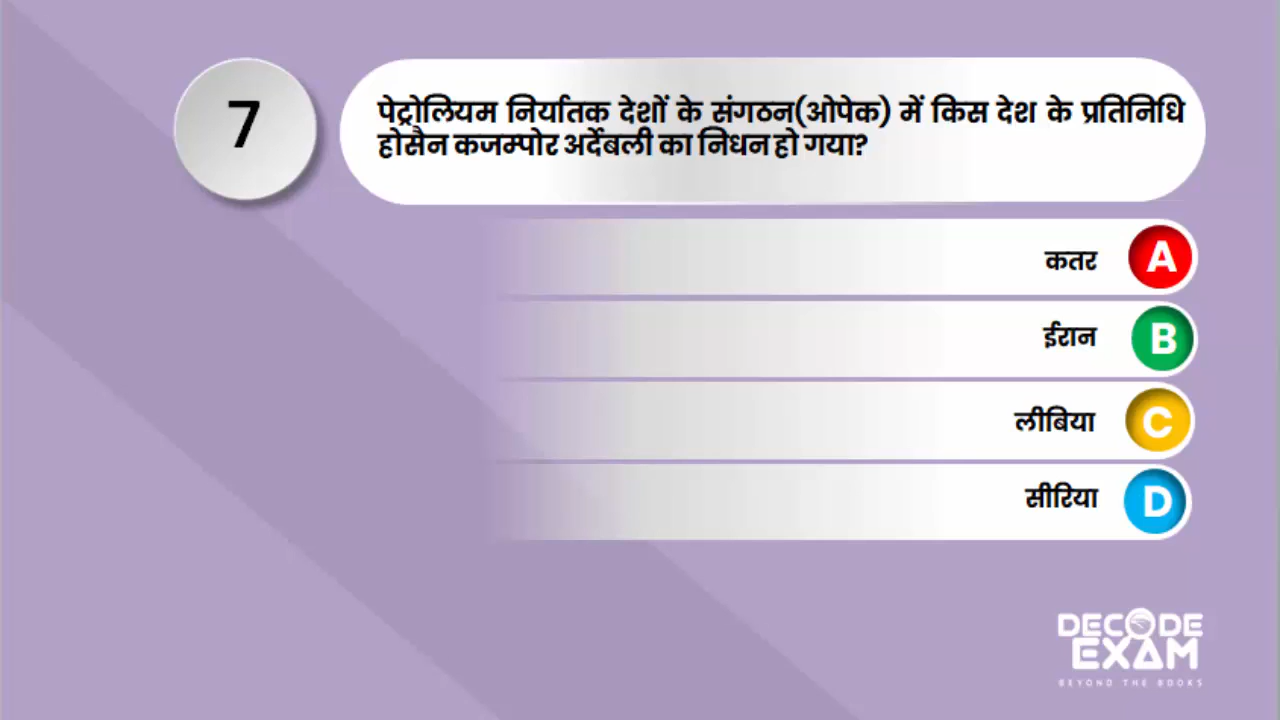 7
पेट्रोलियम निर्यातक देशों के संगठन(ओपेक) में किस देश के प्रतिनिधि
होसैन कजम्पोर अर्देबली का निधन हो गया?
कतर A
ईरान B
लीबिया C
सीरिया D
DECODE
EXAM
BEYOND THE BOOKS